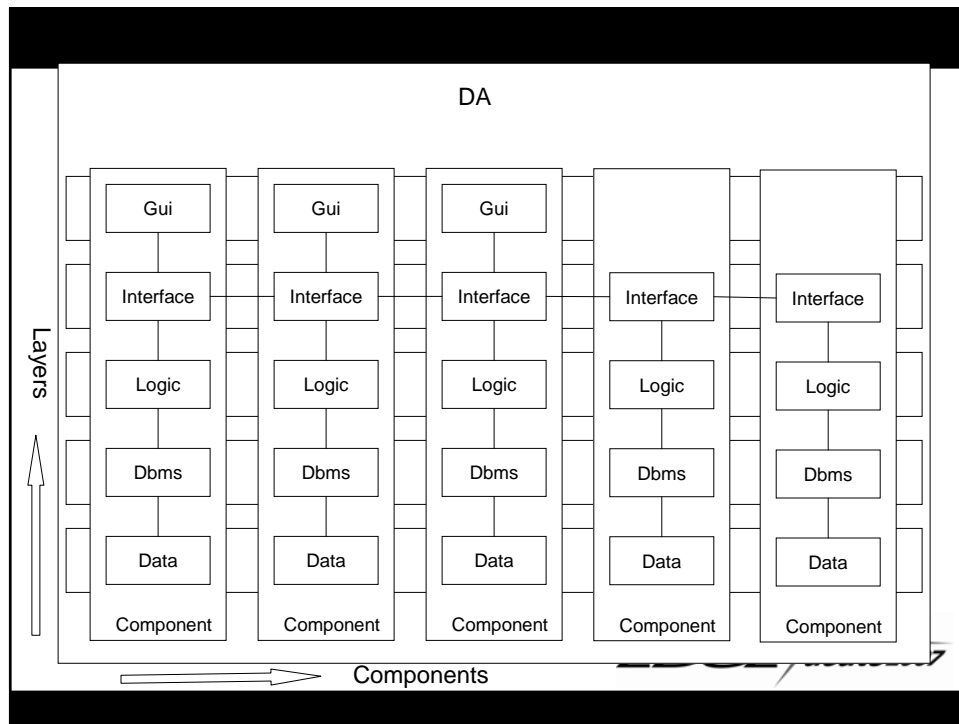 DA
Gui Gui Gui
Interface Interface Interface Interface Interface
Layers
Logic Logic Logic Logic Logic
Dbms Dbms Dbms Dbms Dbms
Data Data Data Data Data
Component Component Component Component Component
Components